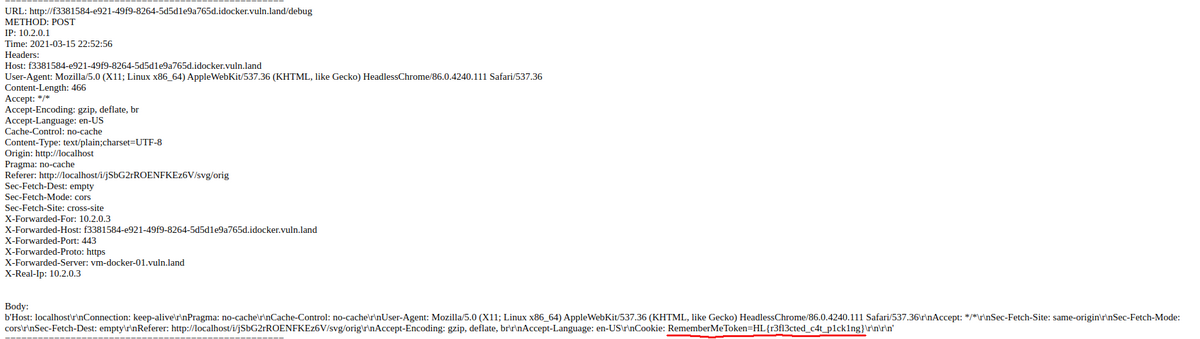 ==================================================
URL: http://f3381584-e921-49f9-8264-5d5d1e9a765d.idocker.vuln.land/debug
METHOD: POST
IP: 10.2.0.1
Time: 2021-03-15 22:52:56
Headers:
Host: f3381584-e921-49f9-8264-5d5d1e9a765d.idocker.vuln.land
User-Agent: Mozilla/5.0 (X11; Linux x86_64) AppleWebKit/537.36 (KHTML, like Gecko) HeadlessChrome/86.0.4240.111 Safari/537.36
Content-Length: 466
Accept: */*
Accept-Encoding: gzip, deflate, br
Accept-Language: en-US
Cache-Control: no-cache
Content-Type: text/plain;charset=UTF-8
Origin: http://localhost
Pragma: no-cache
Referer: http://localhost/i/jSbG2rROENFKEz6V/svg/orig
Sec-Fetch-Dest: empty
Sec-Fetch-Mode: cors
Sec-Fetch-Site: cross-site
X-Forwarded-For: 10.2.0.3
X-Forwarded-Host: f3381584-e921-49f9-8264-5d5d1e9a765d.idocker.vuln.land
X-Forwarded-Port: 443
X-Forwarded-Proto: https
X-Forwarded-Server: vm-docker-01.vuln.land
X-Real-Ip: 10.2.0.3
Body:
b'Host: localhost\r\nConnection: keep-alive\r\nPragma: no-cache\r\nCache-Control: no-cache\r\nUser-Agent: Mozilla/5.0 (X11; Linux x86_64) AppleWebKit/537.36 (KHTML, like Gecko) HeadlessChrome/86.0.4240.111 Safari/537.36\r\nAccept: */*\r\nSec-Fetch-Site: same-origin\r\nSec-Fetch-Mode:
cors\r\nSec-Fetch-Dest: empty\r\nReferer: http://localhost/i/jSbG2rROENFKEz6V/svg/orig\r\nAccept-Encoding: gzip, deflate, br\r\nAccept-Language: en-US\r\nCookie: RememberMeToken=HL{r3fl3cted_c4t_p1ck1ng}\r\n\r\n'
==================================================